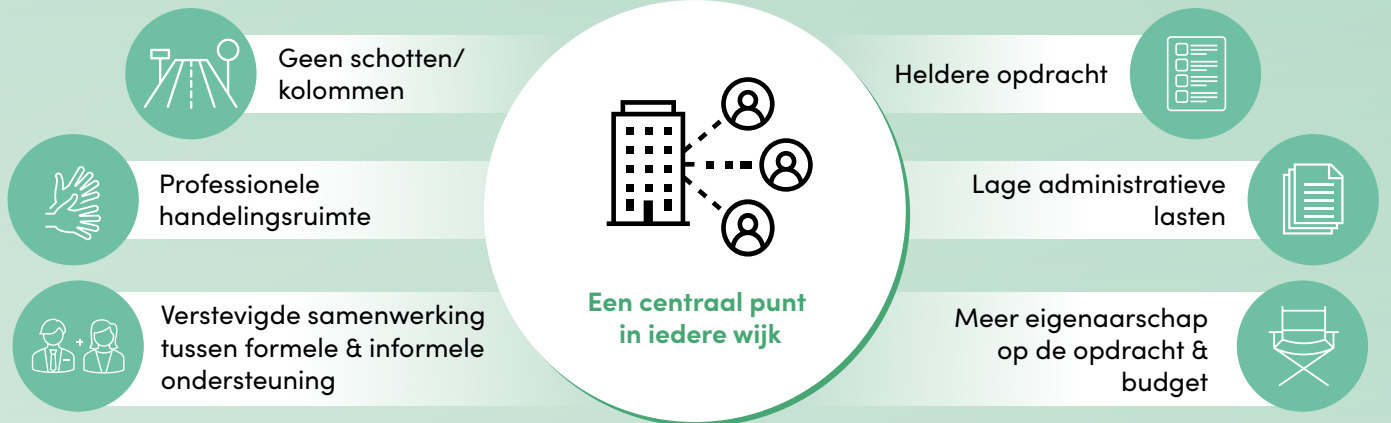 Geen schotten/
kolommen
Professionele
handelingsruimte
Verstevigde samenwerking
tussen formele & informele
ondersteuning
Een centraal punt
in iedere wijk
Heldere opdracht
Lage administratieve
lasten
Meer eigenaarschap
op de opdracht &
budget